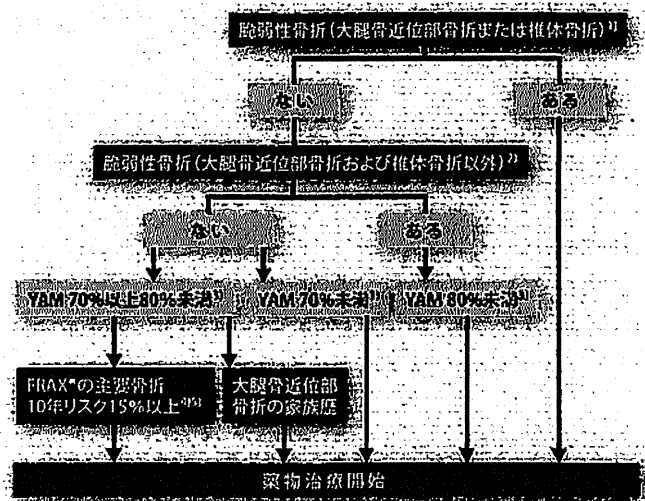 脆弱性骨折(大腿骨近位部骨折または椎体骨折)1)
ない
ある
脆弱性骨折(大腿骨近位部骨折および椎体骨折以外)2)
ない
ある
YAM 70%以上80%未満3)
YAM 70%未満3)
YAM 80%未満3)
FRAX®の主要骨折
10年リスク15%以上4)5)
大腿骨近位部
骨折の家族歴
薬物治療開始